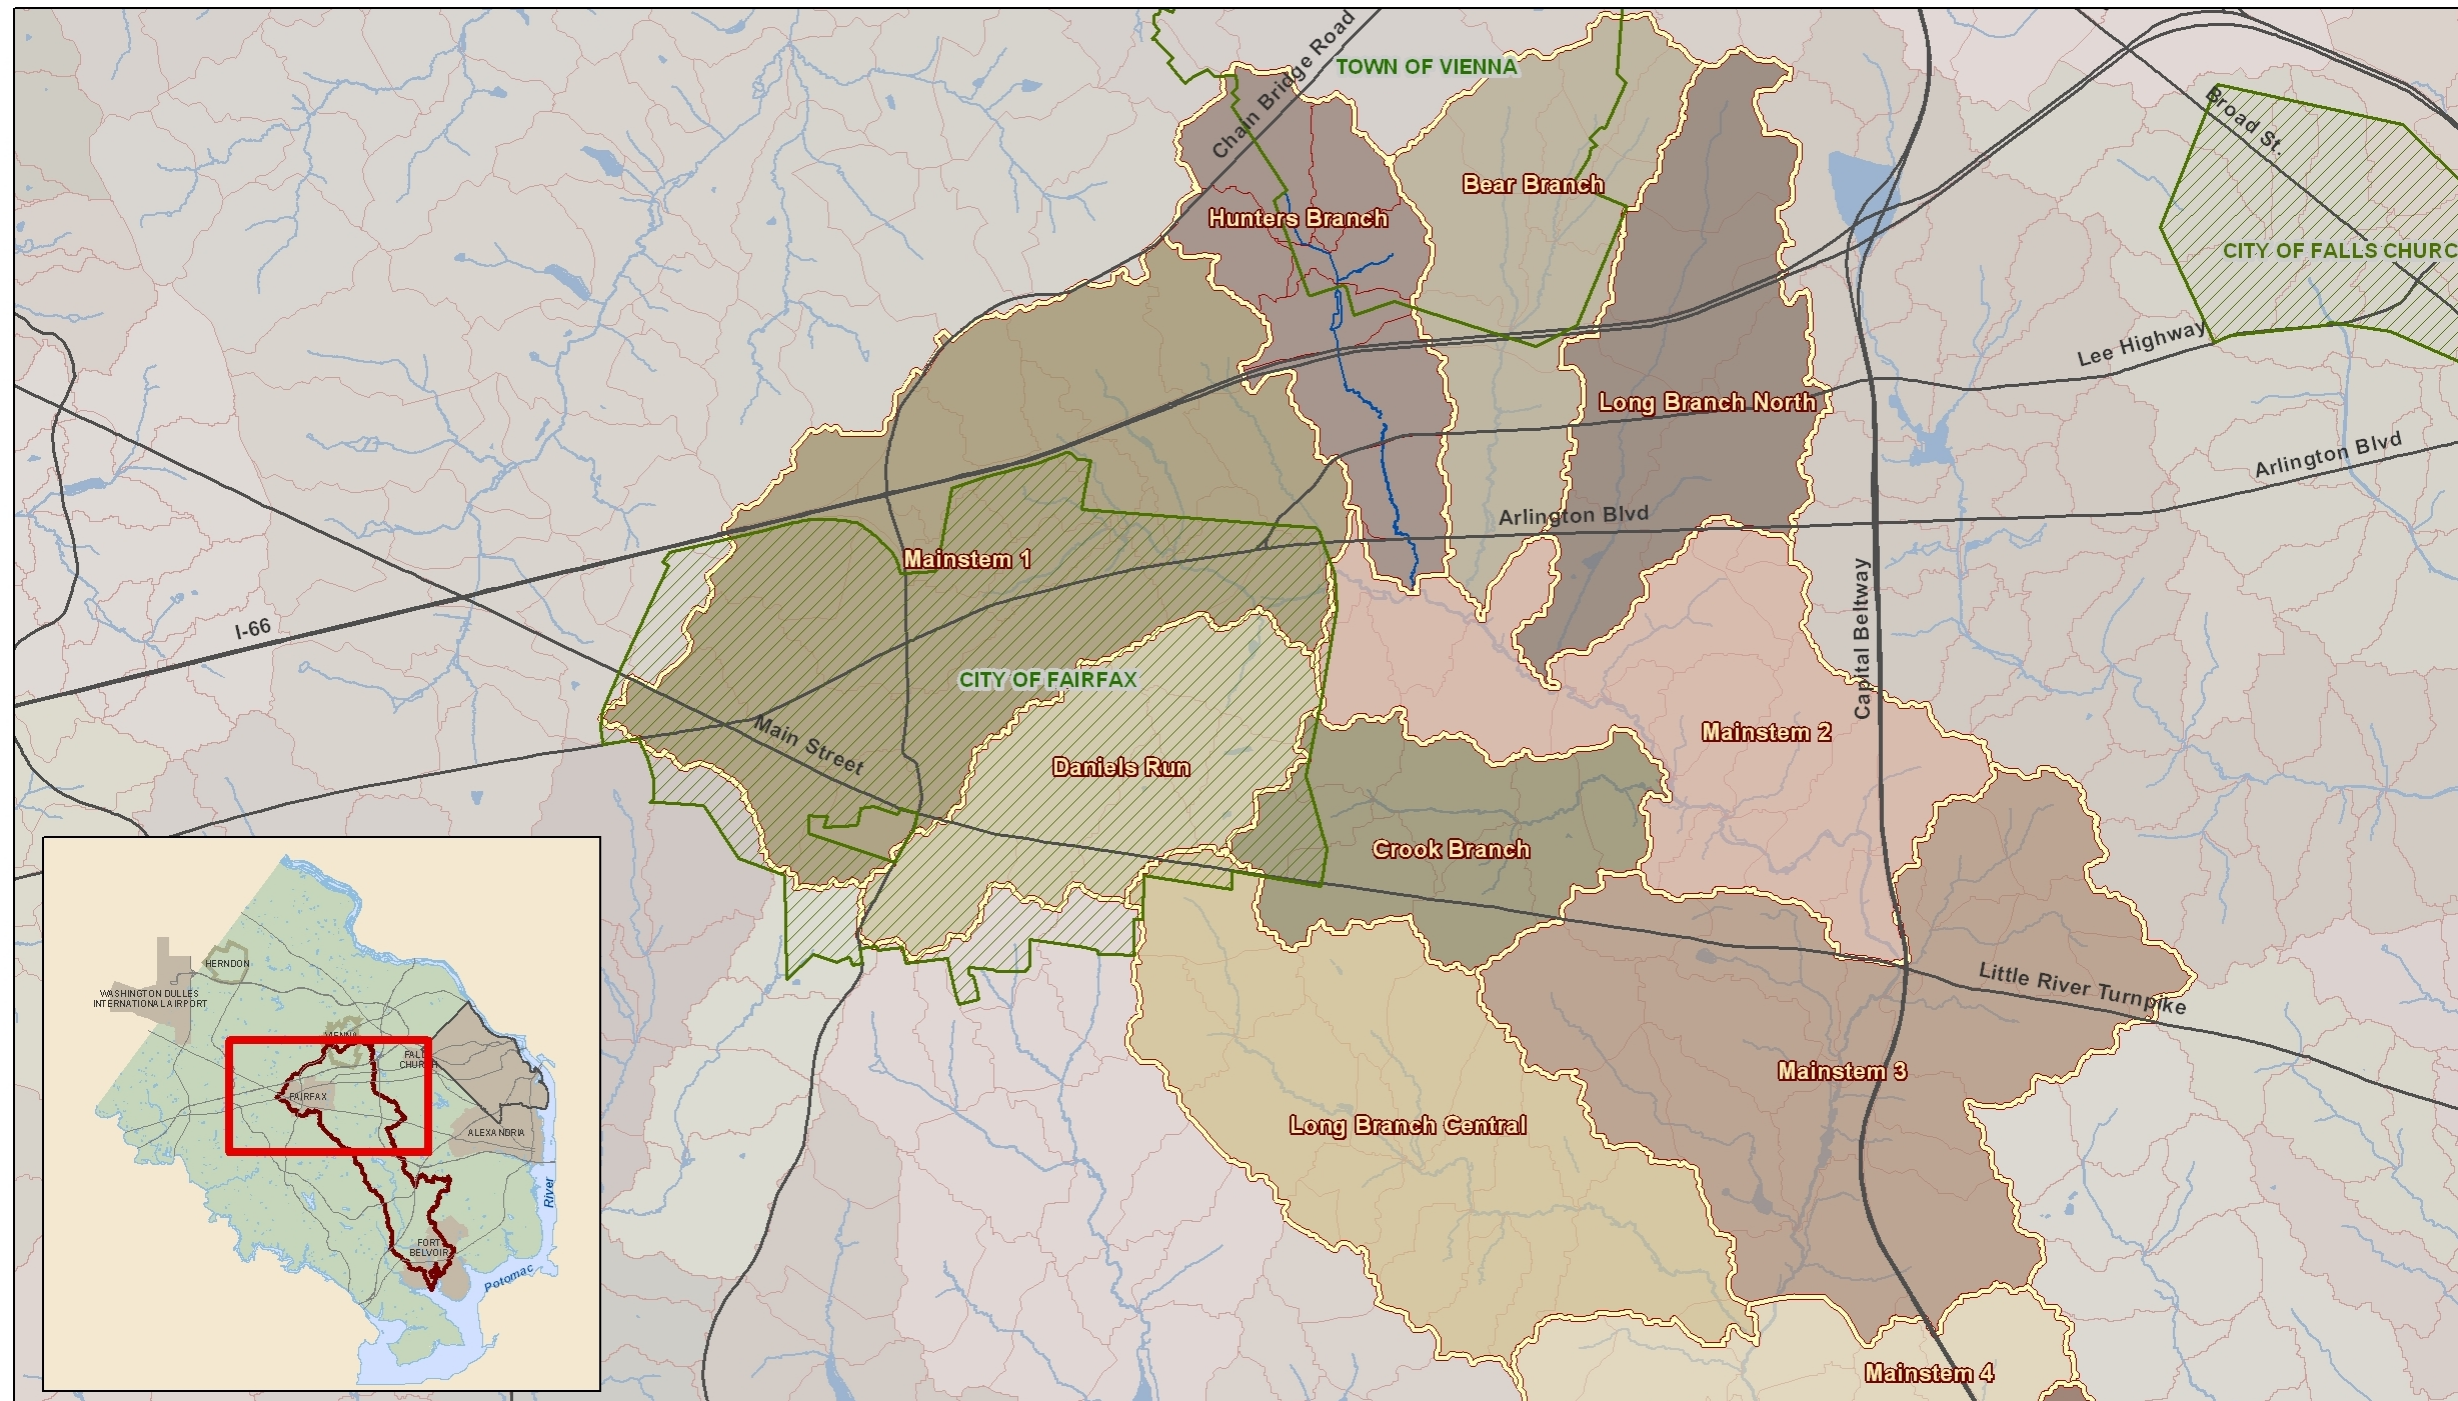 Chain Bridge Road
TOWN OF VIENNA
Broad St.
Bear Branch
Hunters Branch
CITY OF FALLS CHURC
Lee Highway
Long Branch North
Arlington Blvd
Arlington Blvd
Mainstem 1
I-66
Capital Beltway
CITY OF FAIRFAX
Main Street
Mainstem 2
Daniels Run
Crook Branch
Little River Turnpike
Mainstem 3
Long Branch Central
Mainstem 4
HERNDON
WASHINGTON DULLES
INTERNATIONAL AIRPORT
VIENNA
FALL
CHURCH
FAIRFAX
ALEXANDRIA
River
FORT
BELVOIR
Potomac